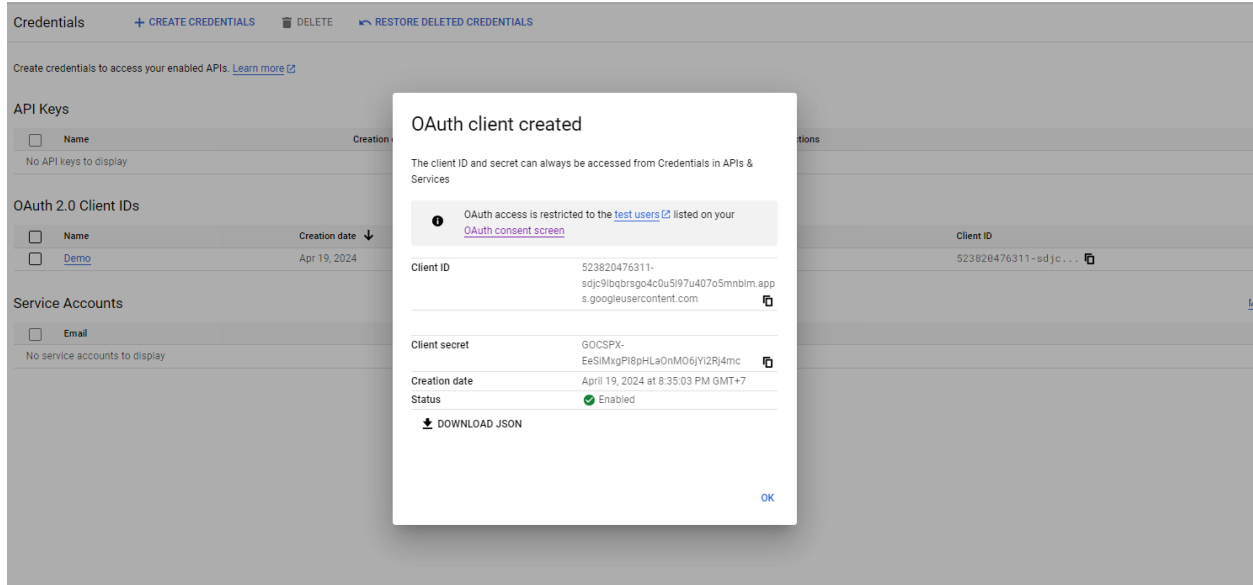 Credentials
CREATE CREDENTIALS
DELETE
RESTORE DELETED CREDENTIALS
Create credentials to access your enabled APIs. Learn more
API Keys
Name
Creation
ctions
No API keys to display
OAuth 2.0 Client IDs
Name
Creation date
Client ID
Demo
Apr 19, 2024
523820476311-sdjc...
Service Accounts
Email
No service accounts to display
OAuth client created
The client ID and secret can always be accessed from Credentials in APIs &
Services
OAuth access is restricted to the test users listed on your
OAuth consent screen
Client ID
523820476311-
sdjc9lbqbrsgo4c0u5l97u407o5mnblm.app
s.googleusercontent.com
Client secret
GOCSPX-
EeSiMxgPI8pHLaOnMO6jYi2Rj4mc
Creation date
April 19, 2024 at 8:35:03 PM GMT+7
Status
Enabled
DOWNLOAD JSON
OK